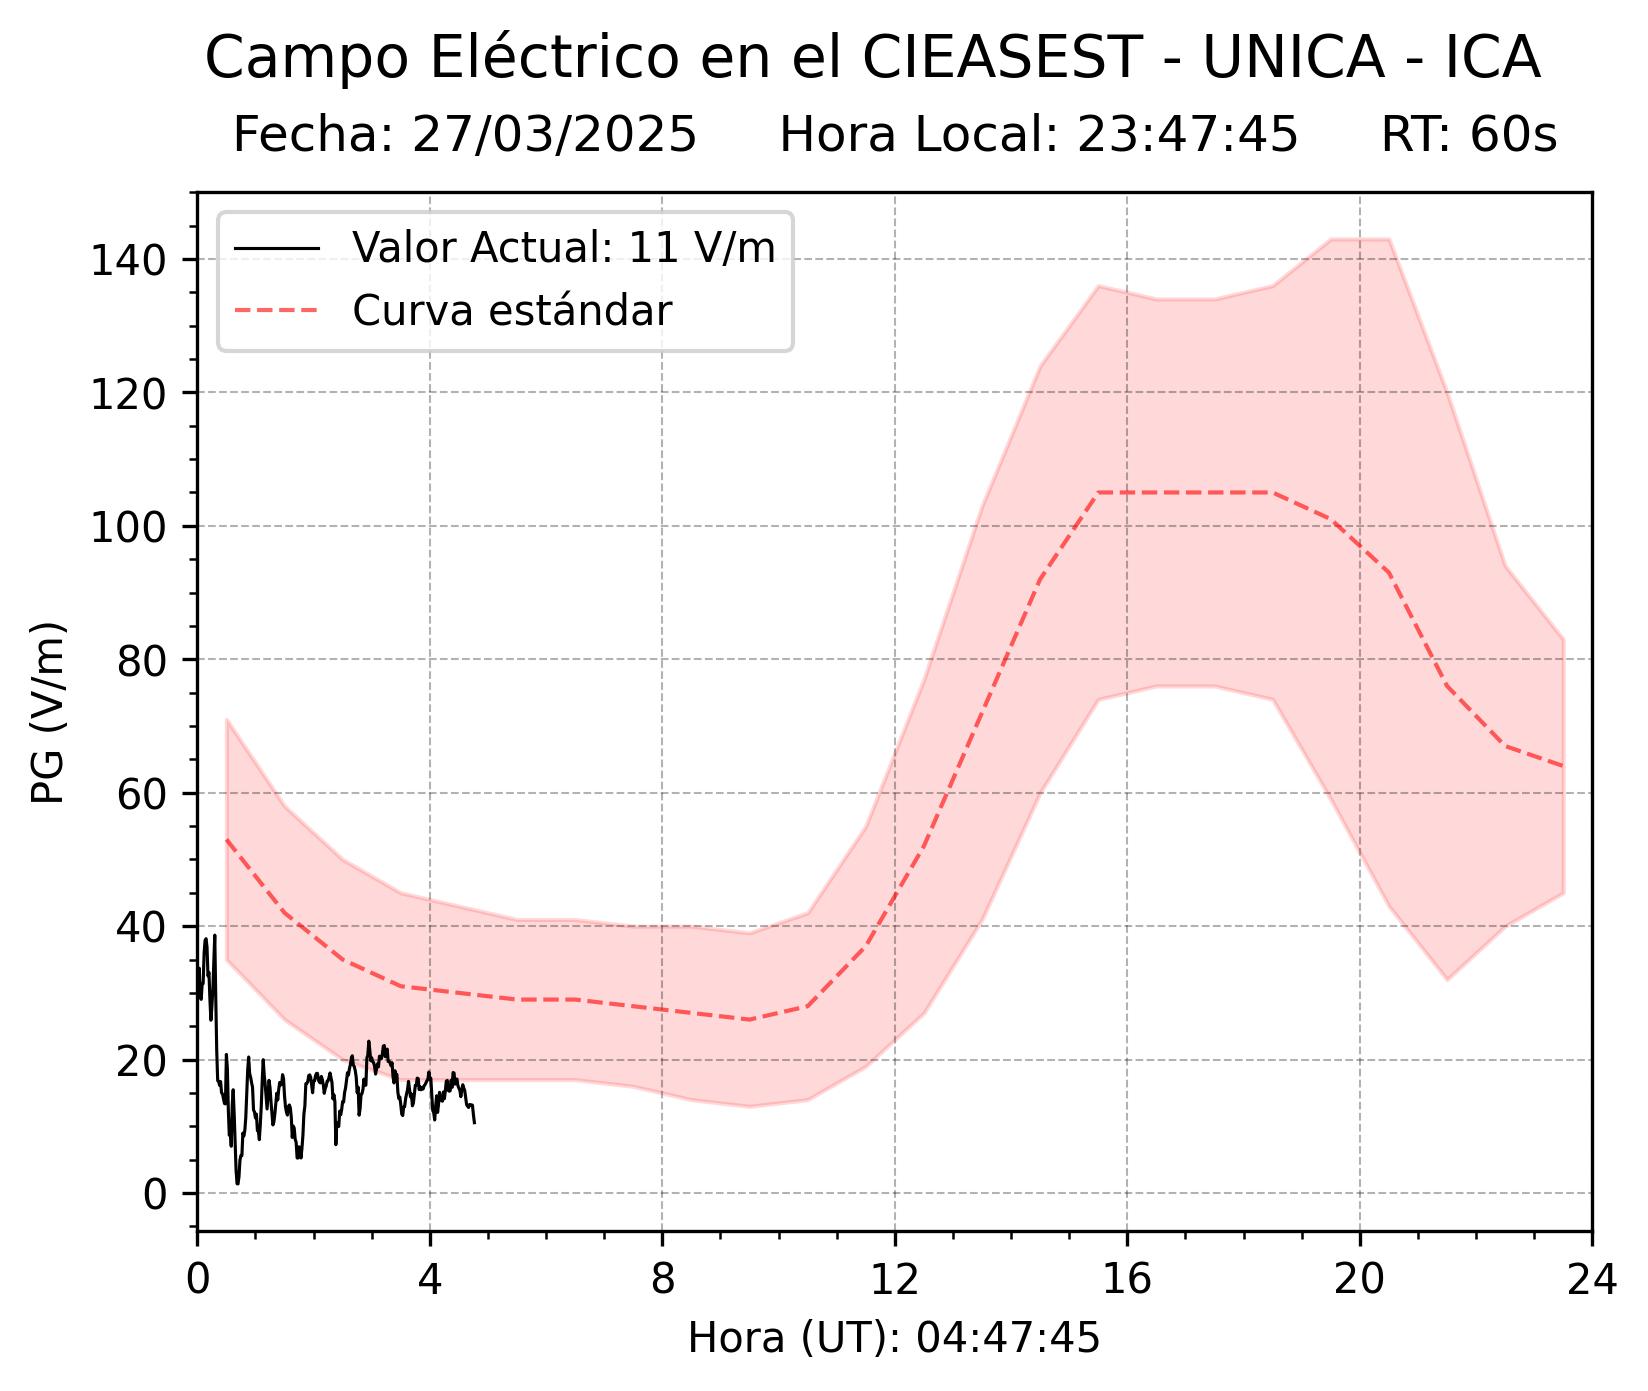 Campo Eléctrico en el CIEASEST - UNICA - ICA
Fecha: 27/03/2025 Hora Local: 23:47:45 RT: 60s
Valor Actual: 11 V/m
Curva estándar
PG (V/m)
140
120
100
80
60
40
20
0
0 4 8 12 16 20 24
Hora (UT): 04:47:45